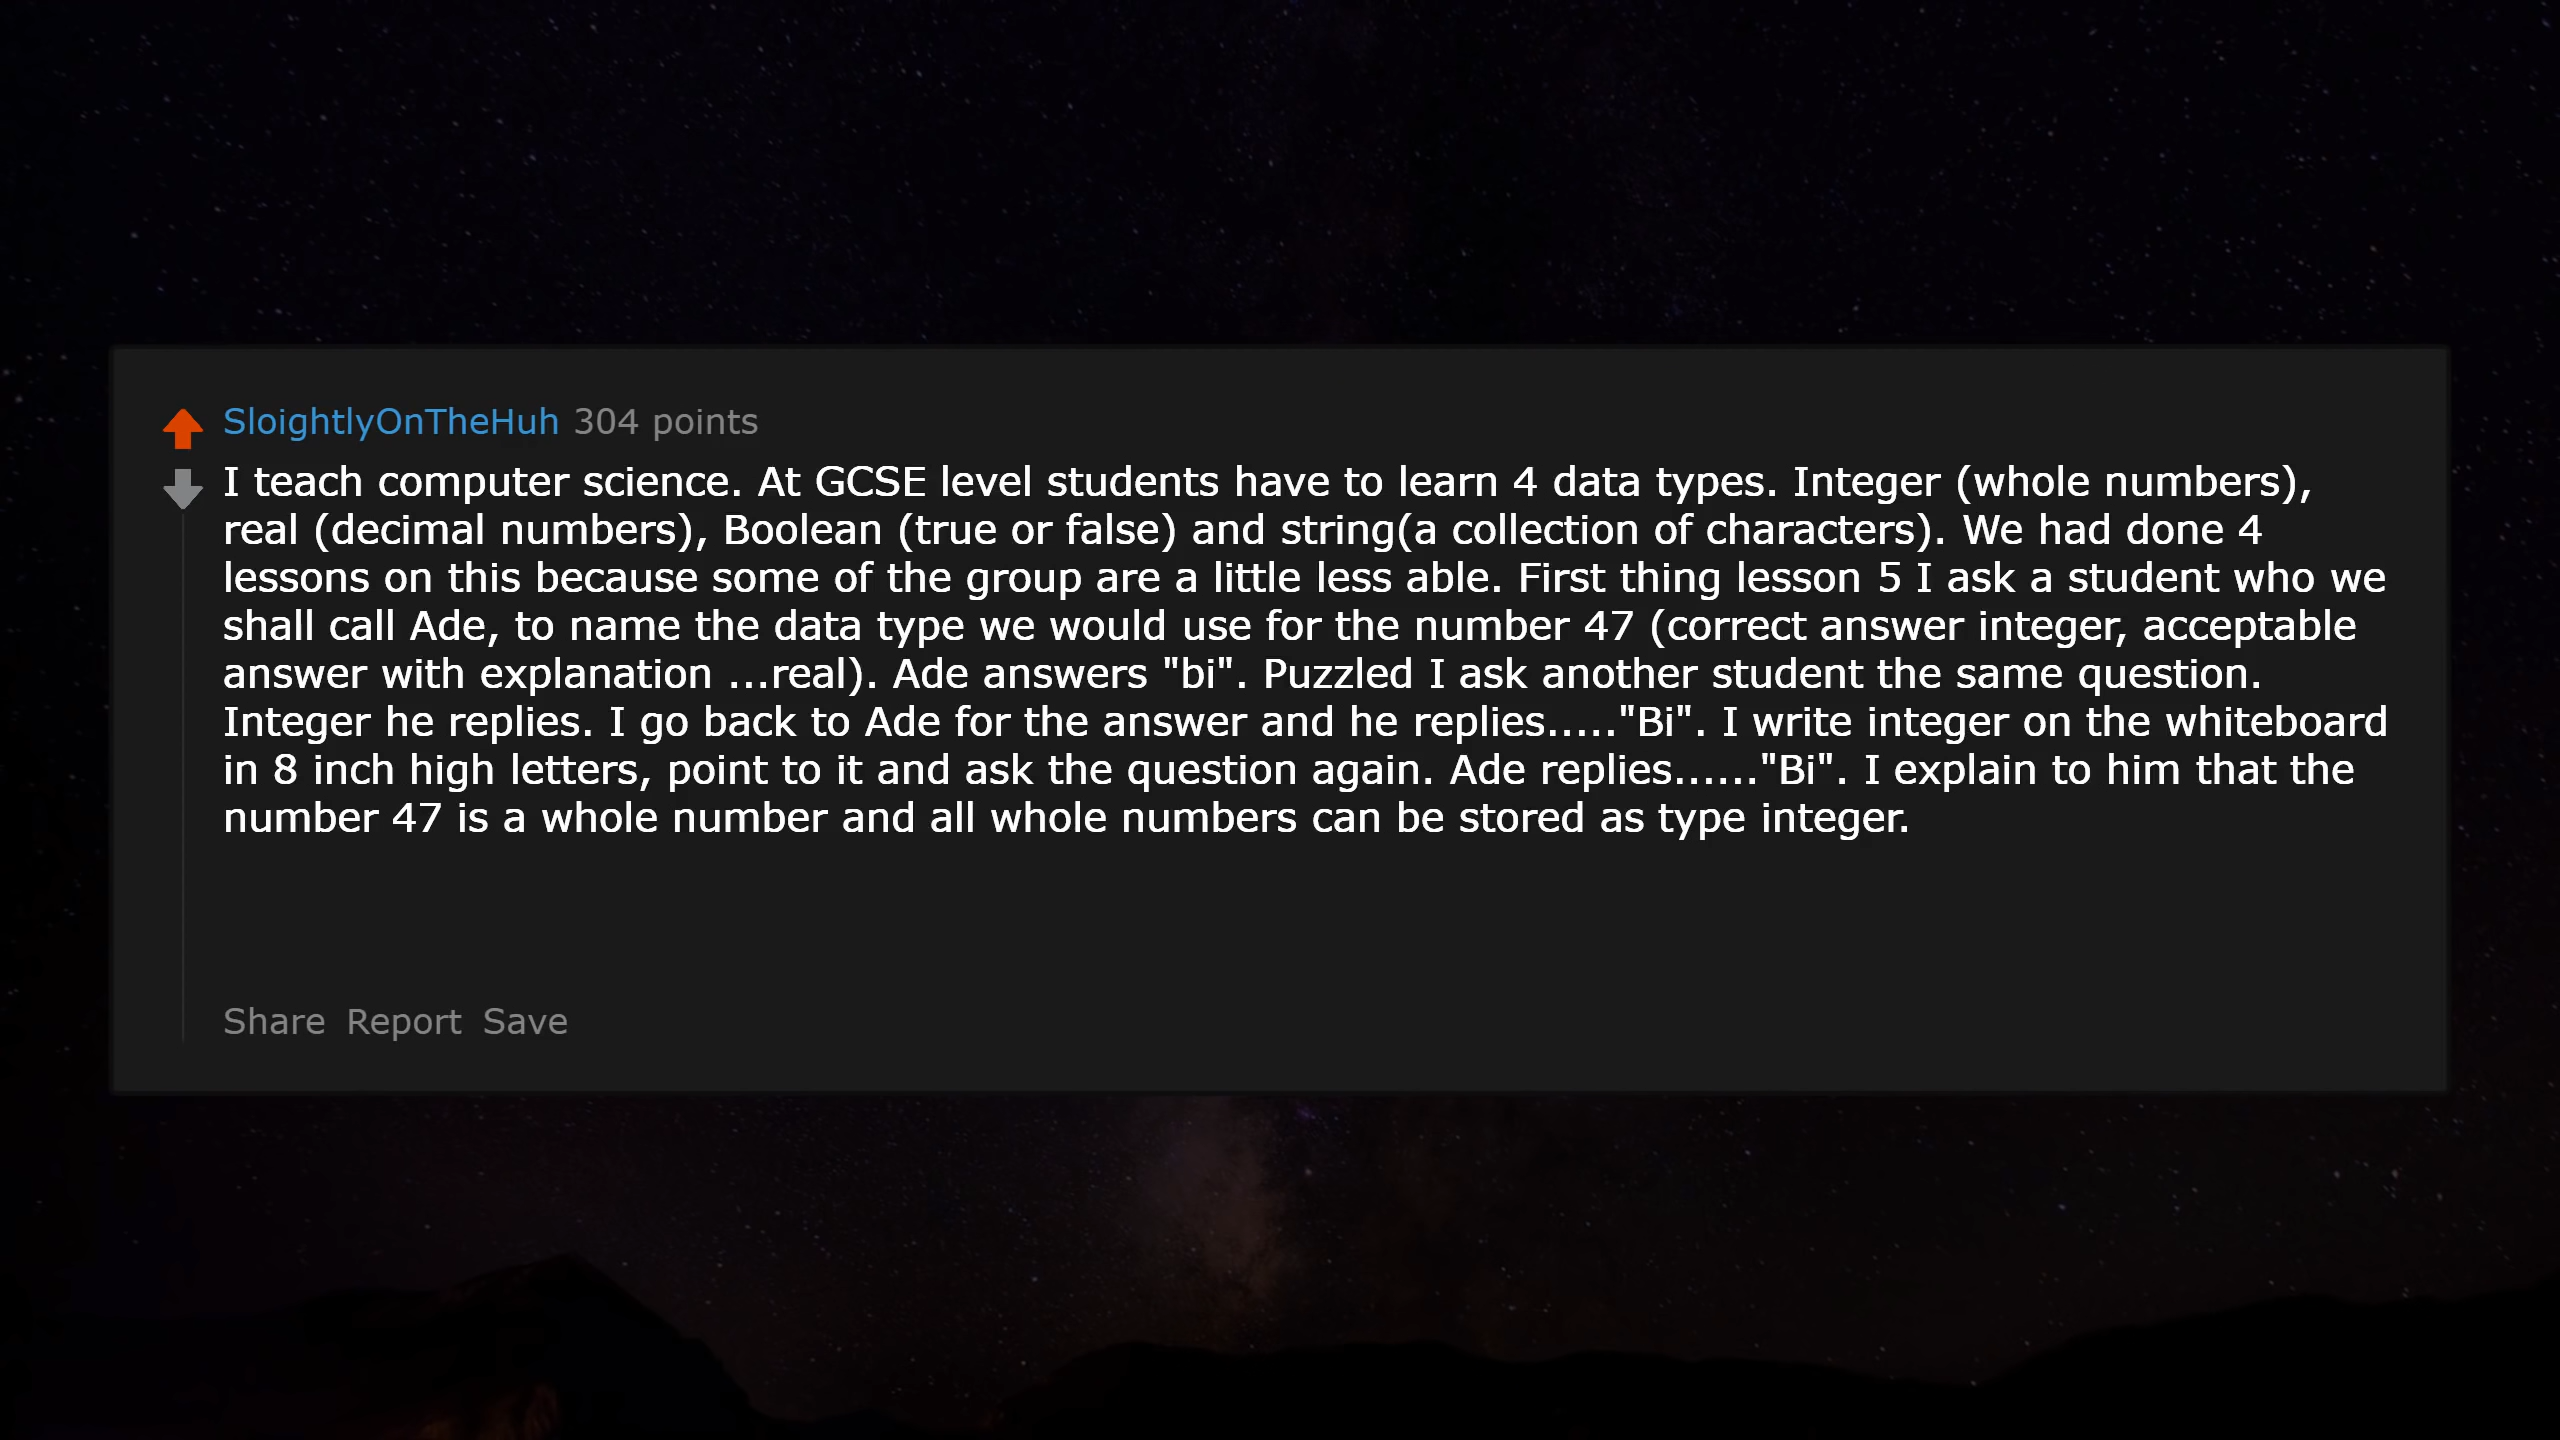 SloightlyOnTheHuh 304 points
I teach computer science. At GCSE level students have to learn 4 data types. Integer (whole numbers),
real (decimal numbers), Boolean (true or false) and string(a collection of characters). We had done 4
lessons on this because some of the group are a little less able. First thing lesson 5 I ask a student who we
shall call Ade, to name the data type we would use for the number 47 (correct answer integer, acceptable
answer with explanation ...real). Ade answers "bi". Puzzled I ask another student the same question.
Integer he replies. I go back to Ade for the answer and he replies....."Bi". I write integer on the whiteboard
in 8 inch high letters, point to it and ask the question again. Ade replies......"Bi". I explain to him that the
number 47 is a whole number and all whole numbers can be stored as type integer.
Share Report Save